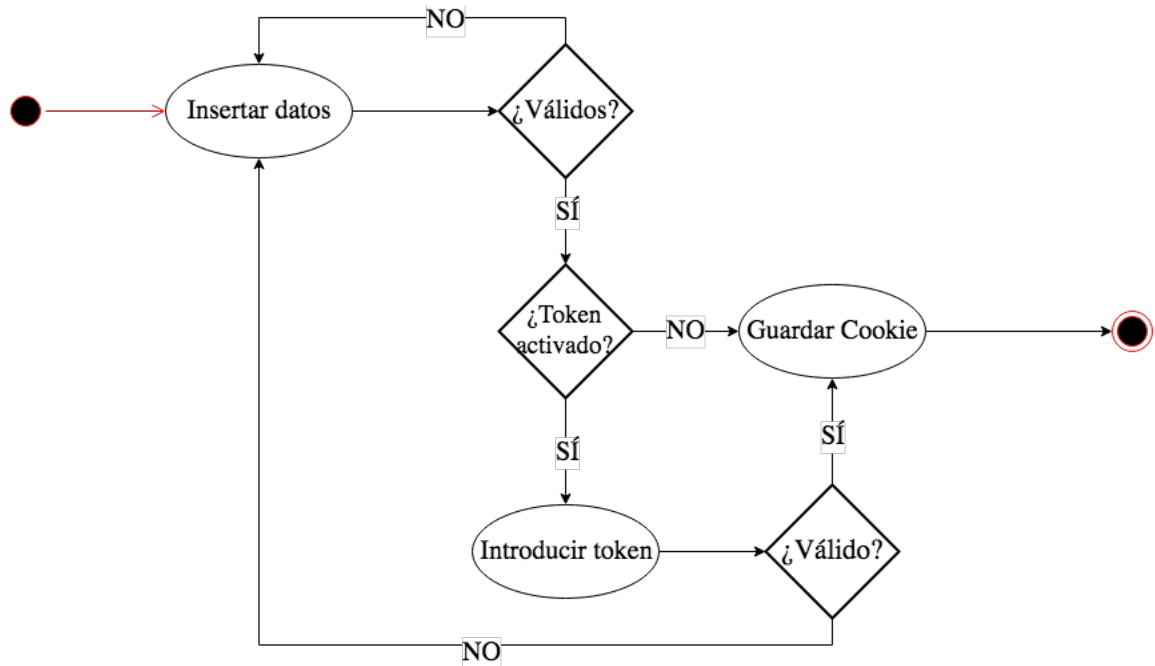 NO
Insertar datos
¿Válidos?
SÍ
¿Token
activado?
NO
Guardar Cookie
SÍ
SÍ
Introducir token
¿Válido?
NO